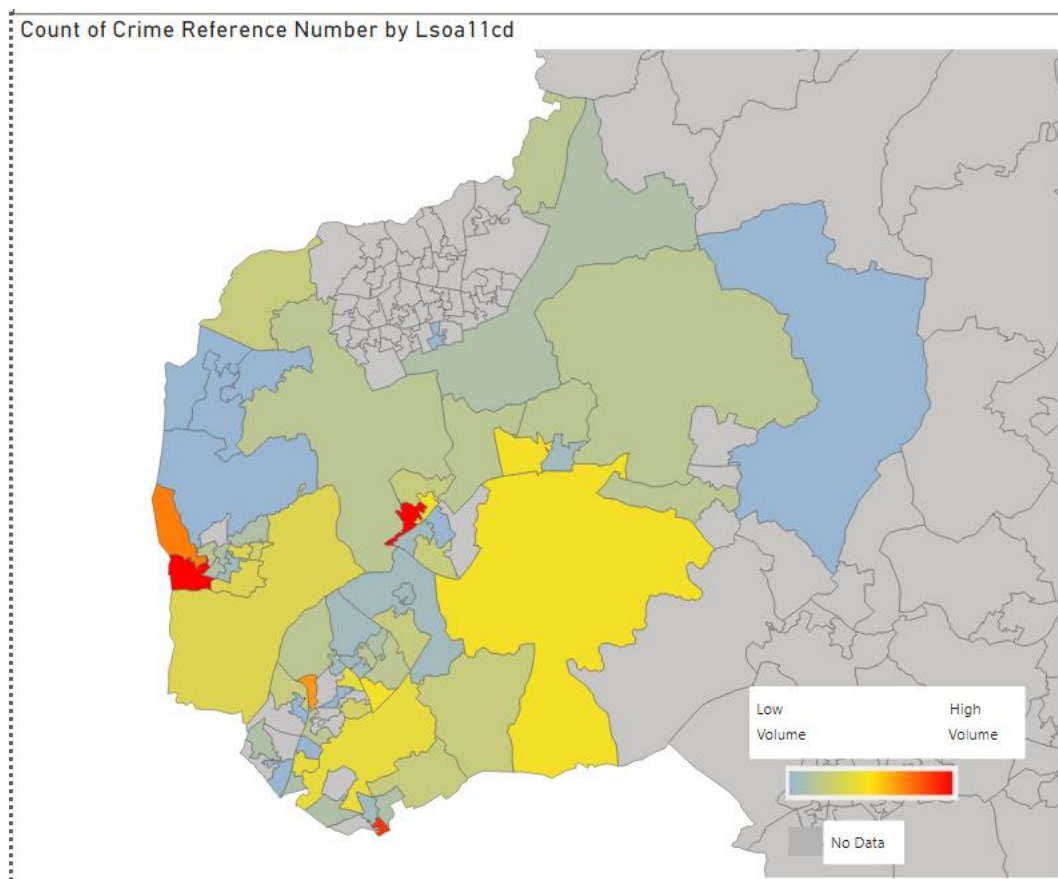 Count of Crime Reference Number by Lsoa11cd
Low High
Volume Volume
No Data